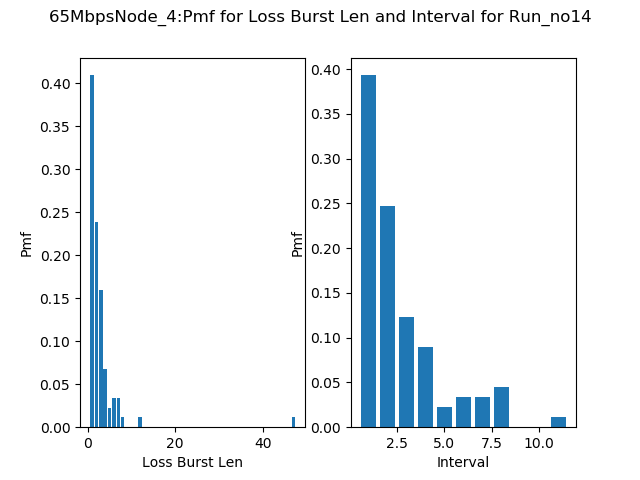 65MbpsNode_4:Pmf for Loss Burst Len and Interval for Run_no14
Pmf
0.40
0.35
0.30
0.25
0.20
0.15
0.10
0.05
0.00
0 20 40
Loss Burst Len
Pmf
0.40
0.35
0.30
0.25
0.20
0.15
0.10
0.05
0.00
2.5 5.0 7.5 10.0
Interval